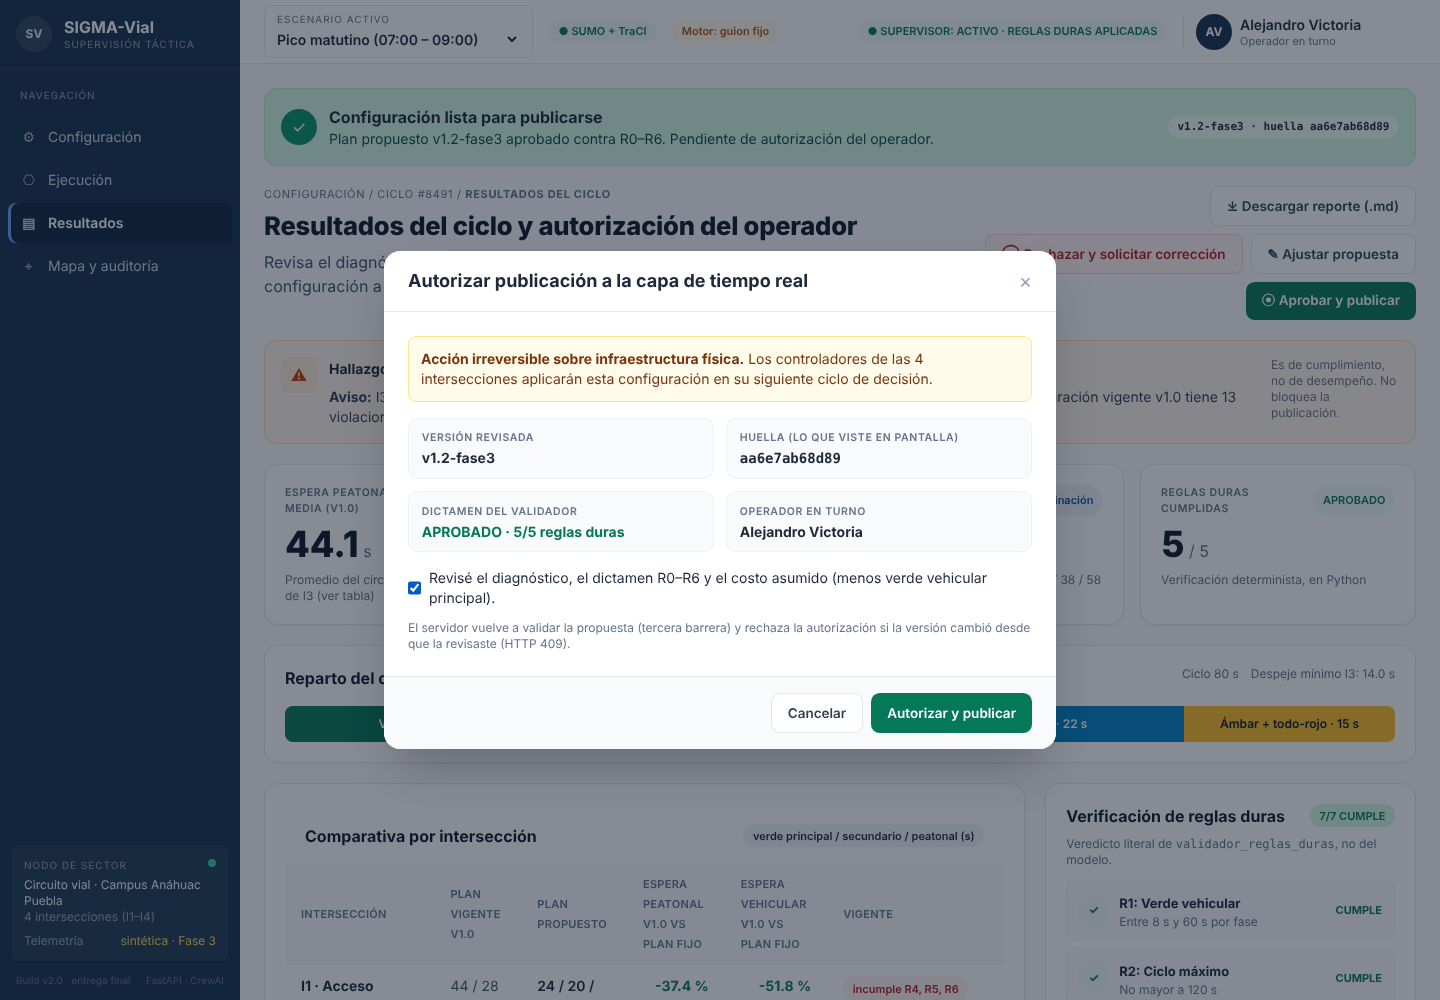 SV
SIGMA-Vial
SUPERVISIÓN TÁCTICA
NAVEGACIÓN
Configuración
Ejecución
Resultados
Mapa y auditoría
NODO DE SECTOR
Circuito vial · Campus Anáhuac
Puebla
4 intersecciones (I1–I4)
Telemetría sintética · Fase 3
Build v2.0 · entrega final FastAPI · CrewAI
ESCENARIO ACTIVO
Pico matutino (07:00 – 09:00)
SUMO + TraCI
Motor: guion fijo
SUPERVISOR: ACTIVO · REGLAS DURAS APLICADAS
AV
Alejandro Victoria
Operador en turno
Configuración lista para publicarse
Plan propuesto v1.2-fase3 aprobado contra R0–R6. Pendiente de autorización del operador.
v1.2-fase3 · huella aa6e7ab68d89
CONFIGURACIÓN / CICLO #8491 / RESULTADOS DEL CICLO
Resultados del ciclo y autorización del operador
Revisa el diagnó
configuración a
Descargar reporte (.md)
hazar y solicitar corrección
Ajustar propuesta
Aprobar y publicar
Autorizar publicación a la capa de tiempo real
×
Acción irreversible sobre infraestructura física. Los controladores de las 4
intersecciones aplicarán esta configuración en su siguiente ciclo de decisión.
VERSIÓN REVISADA
v1.2-fase3
HUELLA (LO QUE VISTE EN PANTALLA)
aa6e7ab68d89
DICTAMEN DEL VALIDADOR
APROBADO · 5/5 reglas duras
OPERADOR EN TURNO
Alejandro Victoria
Revisé el diagnóstico, el dictamen R0–R6 y el costo asumido (menos verde vehicular
principal).
El servidor vuelve a validar la propuesta (tercera barrera) y rechaza la autorización si la versión cambió desde
que la revisaste (HTTP 409).
Cancelar
Autorizar y publicar
Hallazgo
Aviso: I3
violacion
ración vigente v1.0 tiene 13
Es de cumplimiento,
no de desempeño. No
bloquea la
publicación.
ESPERA PEATONA
MEDIA (V1.0)
44.1 s
Promedio del circ
de I3 (ver tabla)
inación
/ 38 / 58
REGLAS DURAS
CUMPLIDAS
APROBADO
5 / 5
Verificación determinista, en Python
Reparto del c
Ciclo 80 s Despeje mínimo I3: 14.0 s
V
· 22 s
Ámbar + todo-rojo · 15 s
Comparativa por intersección
verde principal / secundario / peatonal (s)
INTERSECCIÓN
PLAN
VIGENTE
V1.0
PLAN
PROPUESTO
ESPERA
PEATONAL
V1.0 VS
PLAN FIJO
ESPERA
VEHICULAR
V1.0 VS
PLAN FIJO
VIGENTE
I1 · Acceso 44 / 28 24 / 20 / -37.4 % -51.8 % incumple R4, R5, R6
Verificación de reglas duras
7/7 CUMPLE
Veredicto literal de validador_reglas_duras, no del
modelo.
R1: Verde vehicular
Entre 8 s y 60 s por fase
CUMPLE
R2: Ciclo máximo
No mayor a 120 s
CUMPLE